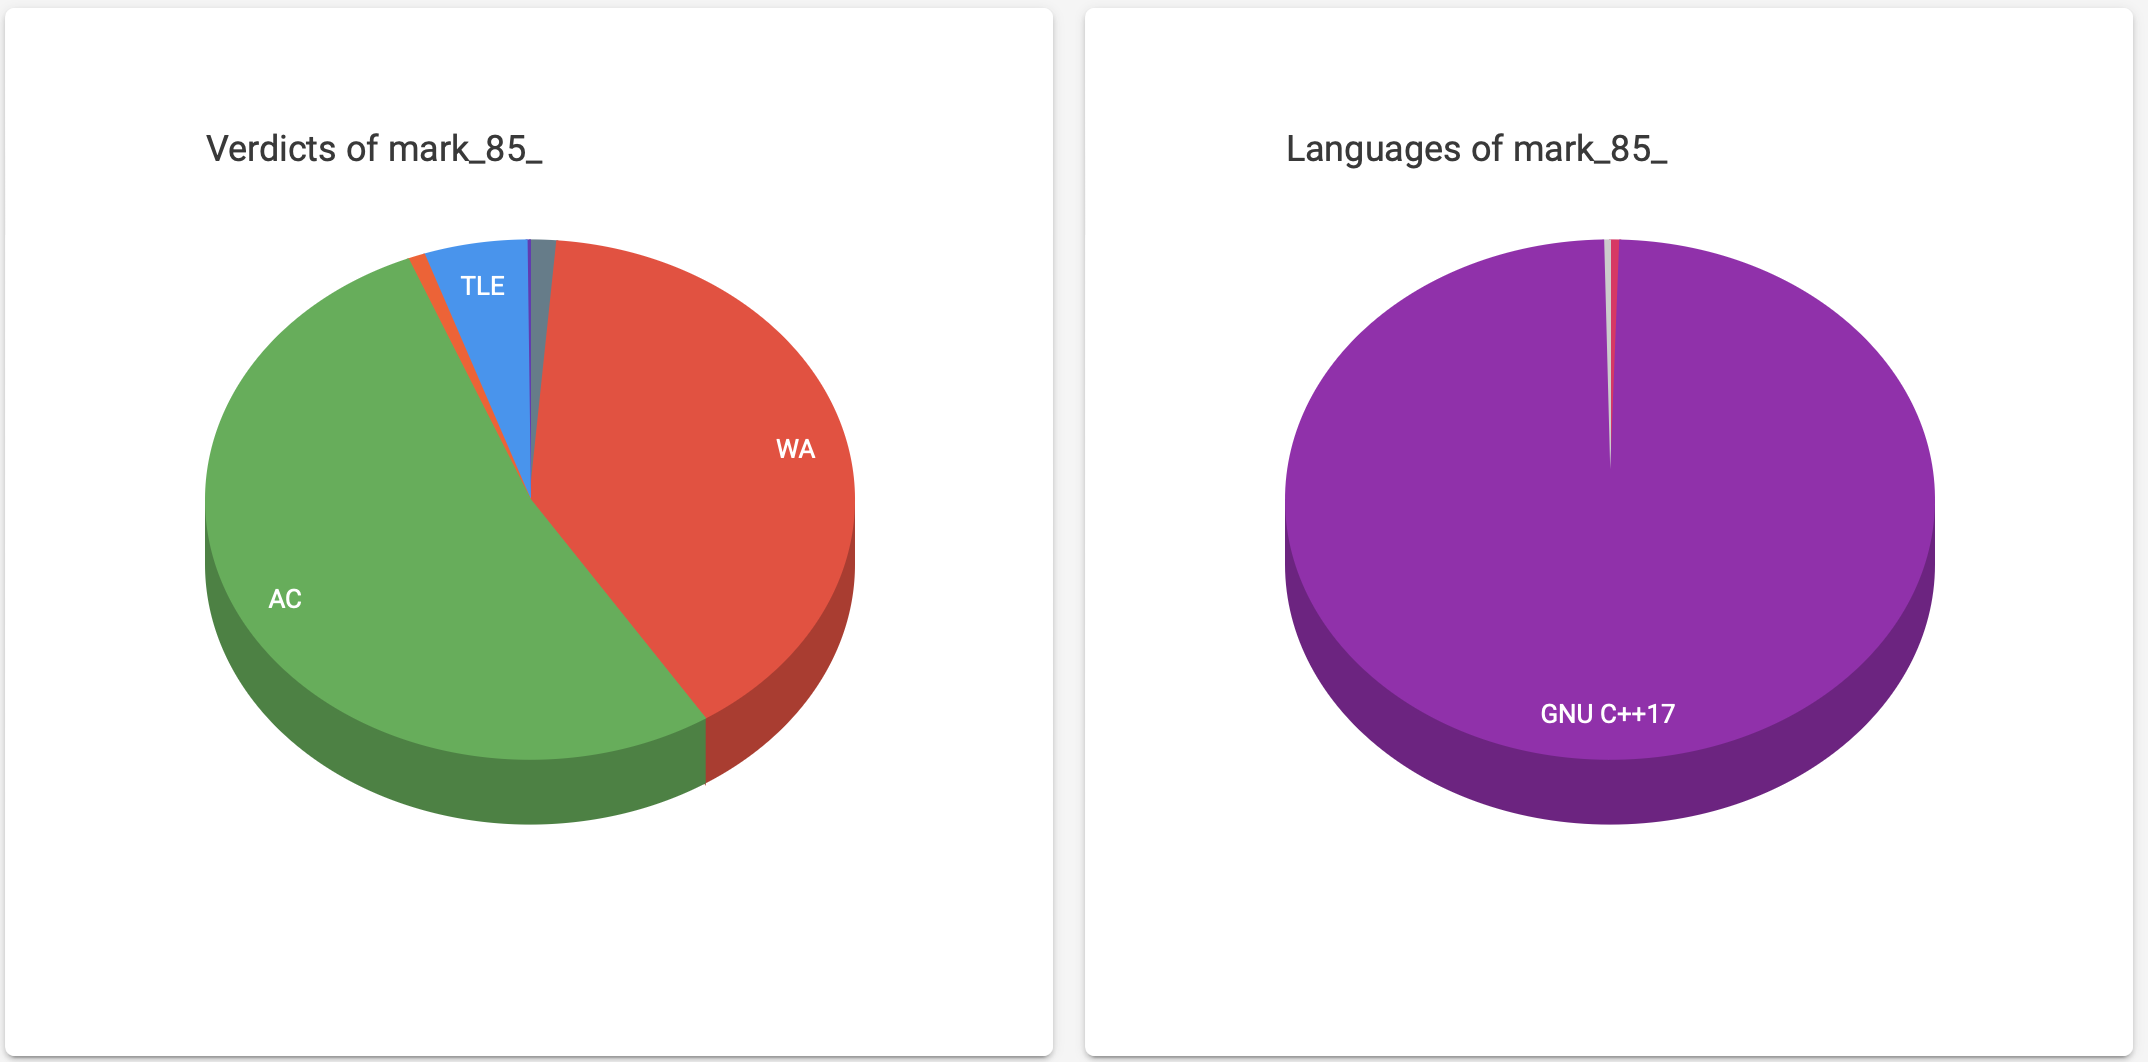 Verdicts of mark_85_
TLE
WA
AC
Languages of mark_85_
GNU C++17